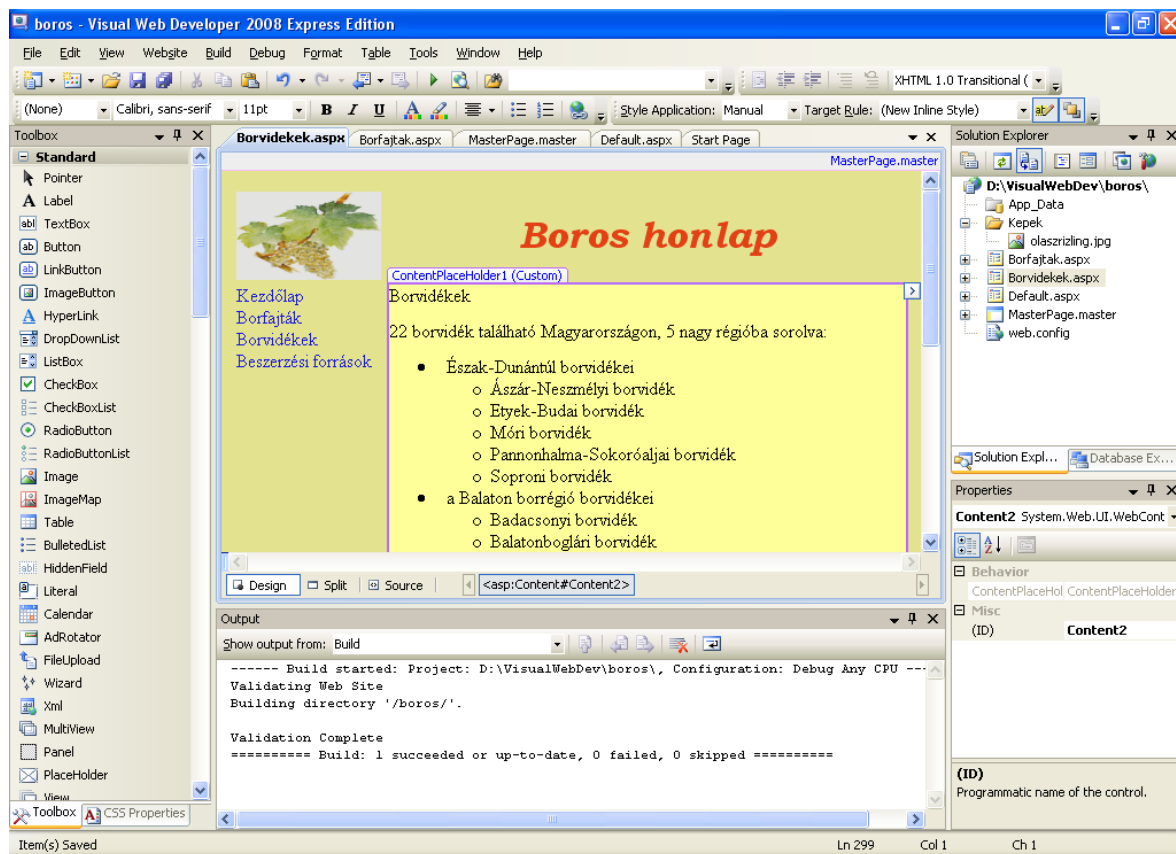 boros - Visual Web Developer 2008 Express Edition
File Edit View Website Build Debug Format Table Tools Window Help
XHTML 1.0 Transitional (
(None) Calibri, sans-serif 11pt B I U A Style Application: Manual Target Rule: (New Inline Style)
Toolbox
Standard
Pointer
A Label
abl TextBox
ab Button
ab LinkButton
ImageButton
A HyperLink
DropDownList
ListBox
CheckBox
CheckBoxList
RadioButton
RadioButtonList
Image
ImageMap
Table
BulletedList
abl HiddenField
Literal
Calendar
AdRotator
FileUpload
Wizard
Xml
MultiView
Panel
PlaceHolder
View
Toolbox CSS Properties
Borvidekek.aspx Borfajtak.aspx MasterPage.master Default.aspx Start Page
MasterPage.master
Boros honlap
ContentPlaceHolder1 (Custom)
Kezdőlap
Borfajták
Borvidékek
Beszerzési források
Borvidékek
22 borvidék található Magyarországon, 5 nagy régióba sorolva:
• Észak-Dunántúl borvidékei
o Ászár-Neszmélyi borvidék
o Etyek-Budai borvidék
o Móri borvidék
o Pannonhalma-Sokoróaljai borvidék
o Soproni borvidék
• a Balaton borrégió borvidékei
o Badacsonyi borvidék
o Balatonboglári borvidék
Design Split Source <asp:Content#Content2>
Output
Show output from: Build
------ Build started: Project: D:\VisualWebDev\boros\, Configuration: Debug Any CPU ---
Validating Web Site
Building directory '/boros/'.
Validation Complete
========== Build: 1 succeeded or up-to-date, 0 failed, 0 skipped ==========
Solution Explorer
D:\VisualWebDev\boros\
App_Data
Kepek
olaszrizling.jpg
Borfajtak.aspx
Borvidekek.aspx
Default.aspx
MasterPage.master
web.config
Solution Expl... Database Ex...
Properties
Content2 System.Web.UI.WebCont
Behavior
ContentPlaceHol ContentPlaceHolder
Misc
(ID) Content2
(ID)
Programmatic name of the control.
Item(s) Saved Ln 299 Col 1 Ch 1